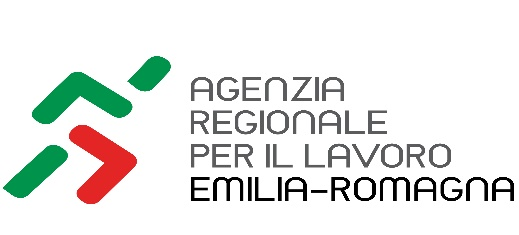 AGENZIA
REGIONALE
PER IL LAVORO
EMILIA-ROMAGNA